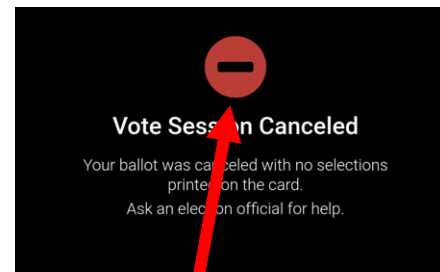 Vote Session Canceled
Your ballot was canceled with no selections
printed on the card.
Ask an election official for help.